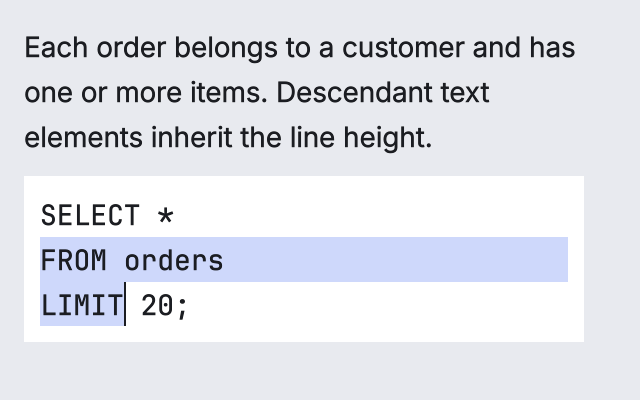 Each order belongs to a customer and has
one or more items. Descendant text
elements inherit the line height.
SELECT *
FROM orders
LIMIT 20;